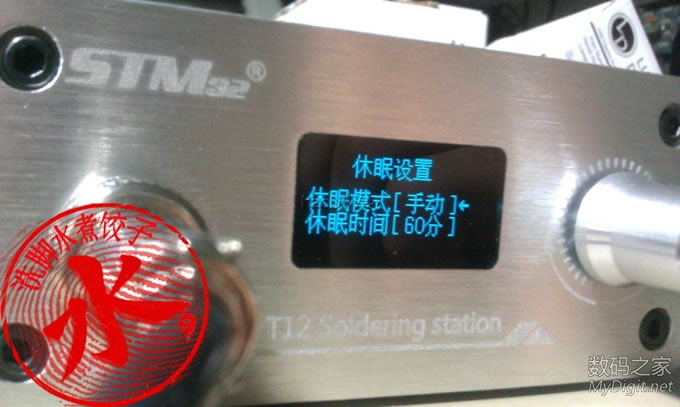 STM32®
休眠设置
休眠模式[ 手动 ]←
休眠时间[ 60分 ]
T12 Soldering station
洗脚水煮饺子
水
数码之家
MyDigit.net